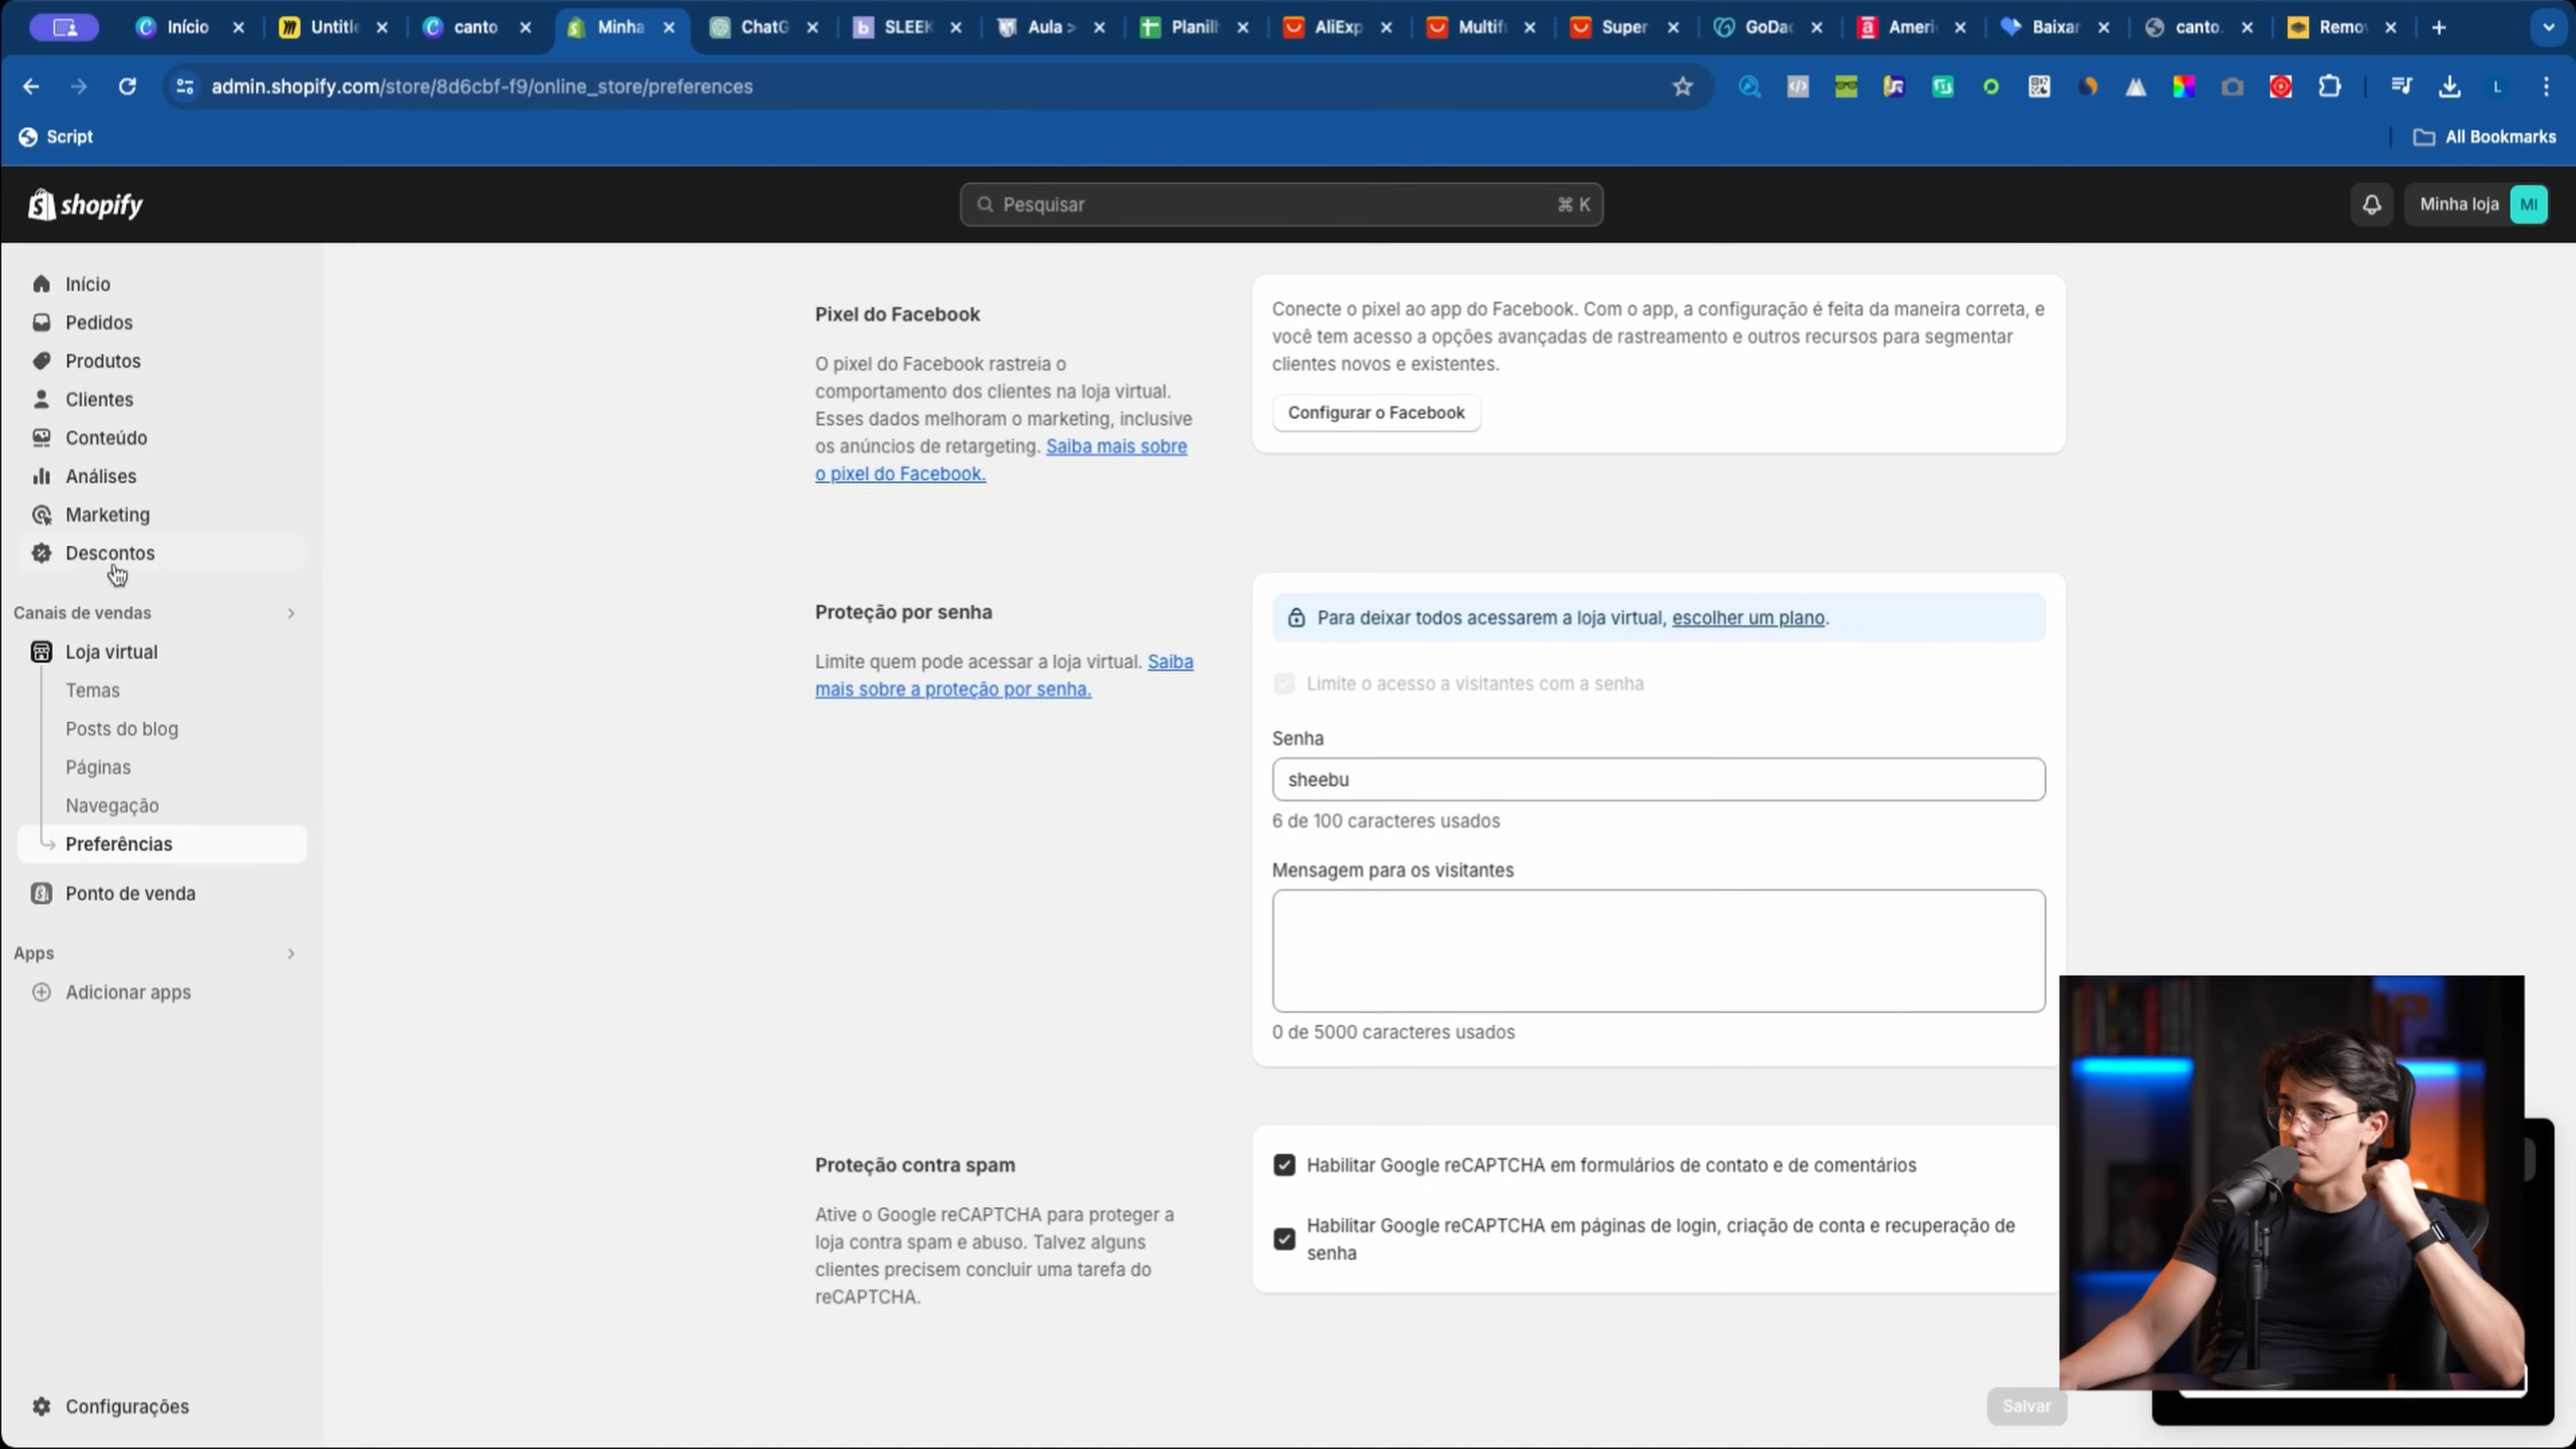 Início
Untitl
canto
Minha
ChatG
SLEEK
Aula >
Planil
AliExp
Multif
Super
GoDa
Ameri
Baixar
canto.
Remo
admin.shopify.com/store/8d6cbf-f9/online_store/preferences
L
Script
All Bookmarks
shopify
Pesquisar
⌘ K
Minha loja
MI
Início
Pedidos
Produtos
Clientes
Conteúdo
Análises
Marketing
Descontos
Canais de vendas
Loja virtual
Temas
Posts do blog
Páginas
Navegação
Preferências
Ponto de venda
Apps
Adicionar apps
Configurações
Pixel do Facebook
O pixel do Facebook rastreia o
comportamento dos clientes na loja virtual.
Esses dados melhoram o marketing, inclusive
os anúncios de retargeting. Saiba mais sobre
o pixel do Facebook.
Conecte o pixel ao app do Facebook. Com o app, a configuração é feita da maneira correta, e
você tem acesso a opções avançadas de rastreamento e outros recursos para segmentar
clientes novos e existentes.
Configurar o Facebook
Proteção por senha
Limite quem pode acessar a loja virtual. Saiba
mais sobre a proteção por senha.
Para deixar todos acessarem a loja virtual, escolher um plano.
Limite o acesso a visitantes com a senha
Senha
sheebu
6 de 100 caracteres usados
Mensagem para os visitantes
0 de 5000 caracteres usados
Proteção contra spam
Ative o Google reCAPTCHA para proteger a
loja contra spam e abuso. Talvez alguns
clientes precisem concluir uma tarefa do
reCAPTCHA.
Habilitar Google reCAPTCHA em formulários de contato e de comentários
Habilitar Google reCAPTCHA em páginas de login, criação de conta e recuperação de
senha
Salvar